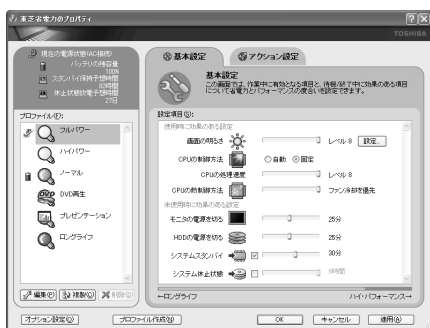 東芝省電力のプロパティ
TOSHIBA
現在の電源状態(AC接続)
バッテリの残容量
100%
スタンバイ保持予想時間
83時間
休止状態放電予想時間
27日
プロファイル(F):
フルパワー
ハイパワー
ノーマル
DVD再生
プレゼンテーション
ロングライフ
編集(E)
複製(C)
削除(D)
基本設定
アクション設定
基本設定
この画面では、作業中に有効となる項目と、待機/終了中に効果のある項目
について省電力とパフォーマンスの度合いを設定できます。
設定項目(S):
使用時に効果のある設定
画面の明るさ
レベル 8
設定...
CPUの制御方法
自動
固定
CPUの処理速度
レベル 8
CPUの熱制御方法
ファン冷却を優先
未使用時に効果のある設定
モニタの電源を切る
25分
HDDの電源を切る
25分
システムスタンバイ
30分
システム休止状態
←ロングライフ
ハイ・パフォーマンス→
オプション設定(O)
プロファイル作成(N)
OK
キャンセル
適用(A)